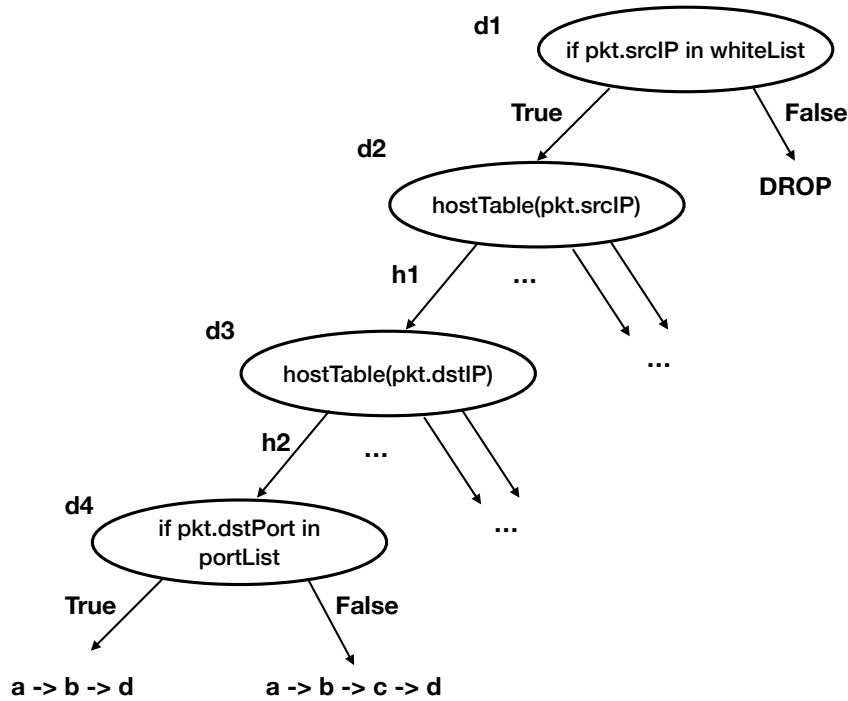 d1
if pkt.srcIP in whiteList
True
False
d2
DROP
hostTable(pkt.srcIP)
h1
...
d3
...
hostTable(pkt.dstIP)
h2
...
d4
...
if pkt.dstPort in
portList
True
False
a -> b -> d
a -> b -> c -> d